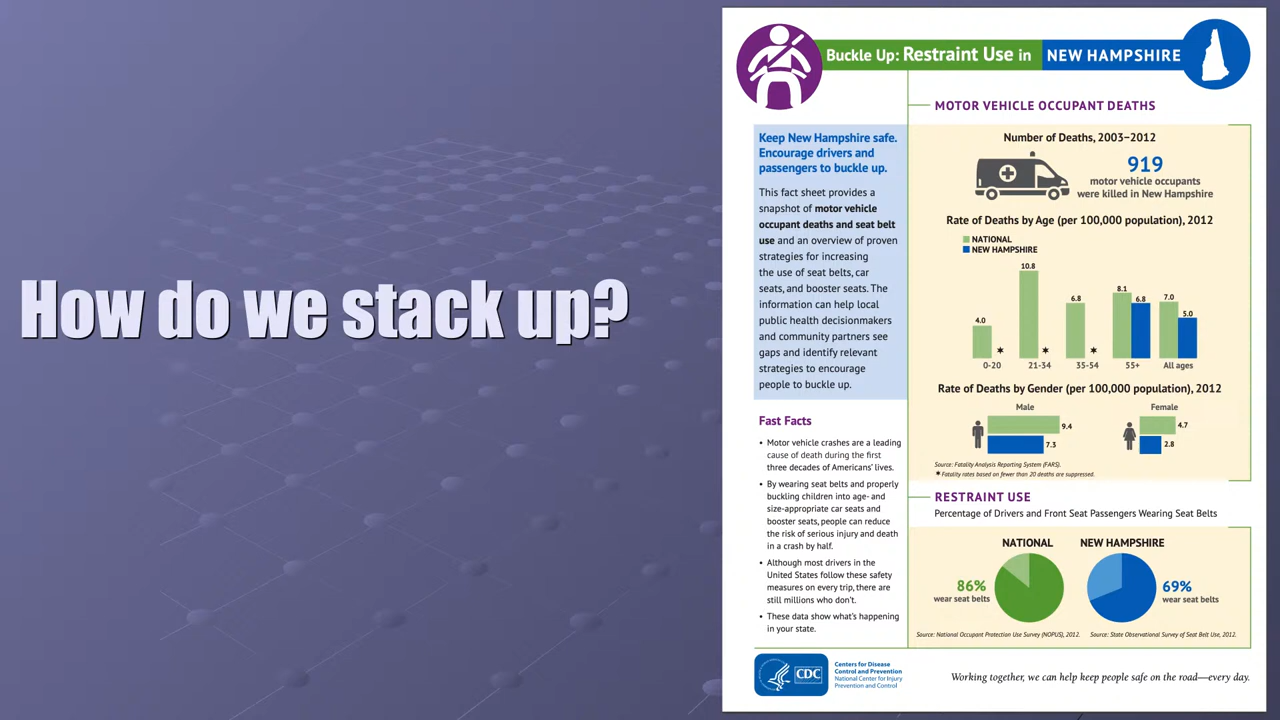 How do we stack up?
Buckle Up: Restraint Use in NEW HAMPSHIRE
Keep New Hampshire safe.
Encourage drivers and
passengers to buckle up.
This fact sheet provides a
snapshot of motor vehicle
occupant deaths and seat belt
use and an overview of proven
strategies for increasing
the use of seat belts, car
seats, and booster seats. The
information can help local
public health decisionmakers
and community partners see
gaps and identify relevant
strategies to encourage
people to buckle up.
Fast Facts
• Motor vehicle crashes are a leading
cause of death during the first
three decades of Americans' lives.
• By wearing seat belts and properly
buckling children into age- and
size-appropriate car seats and
booster seats, people can reduce
the risk of serious injury and death
in a crash by half.
• Although most drivers in the
United States follow these safety
measures on every trip, there are
still millions who don't.
• These data show what's happening
in your state.
MOTOR VEHICLE OCCUPANT DEATHS
Number of Deaths, 2003–2012
919
motor vehicle occupants
were killed in New Hampshire
Rate of Deaths by Age (per 100,000 population), 2012
NATIONAL
NEW HAMPSHIRE
4.0 * 10.8 * 6.8 * 8.1 6.8 7.0 5.0
0-20 21-34 35-54 55+ All ages
Rate of Deaths by Gender (per 100,000 population), 2012
Male Female
9.4 4.7
7.3 2.8
Source: Fatality Analysis Reporting System (FARS).
* Fatality rates based on fewer than 20 deaths are suppressed.
RESTRAINT USE
Percentage of Drivers and Front Seat Passengers Wearing Seat Belts
NATIONAL NEW HAMPSHIRE
86% 69%
wear seat belts wear seat belts
Source: National Occupant Protection Use Survey (NOPUS), 2012. Source: State Observational Survey of Seat Belt Use, 2012.
CDC
Centers for Disease
Control and Prevention
National Center for Injury
Prevention and Control
Working together, we can help keep people safe on the road—every day.